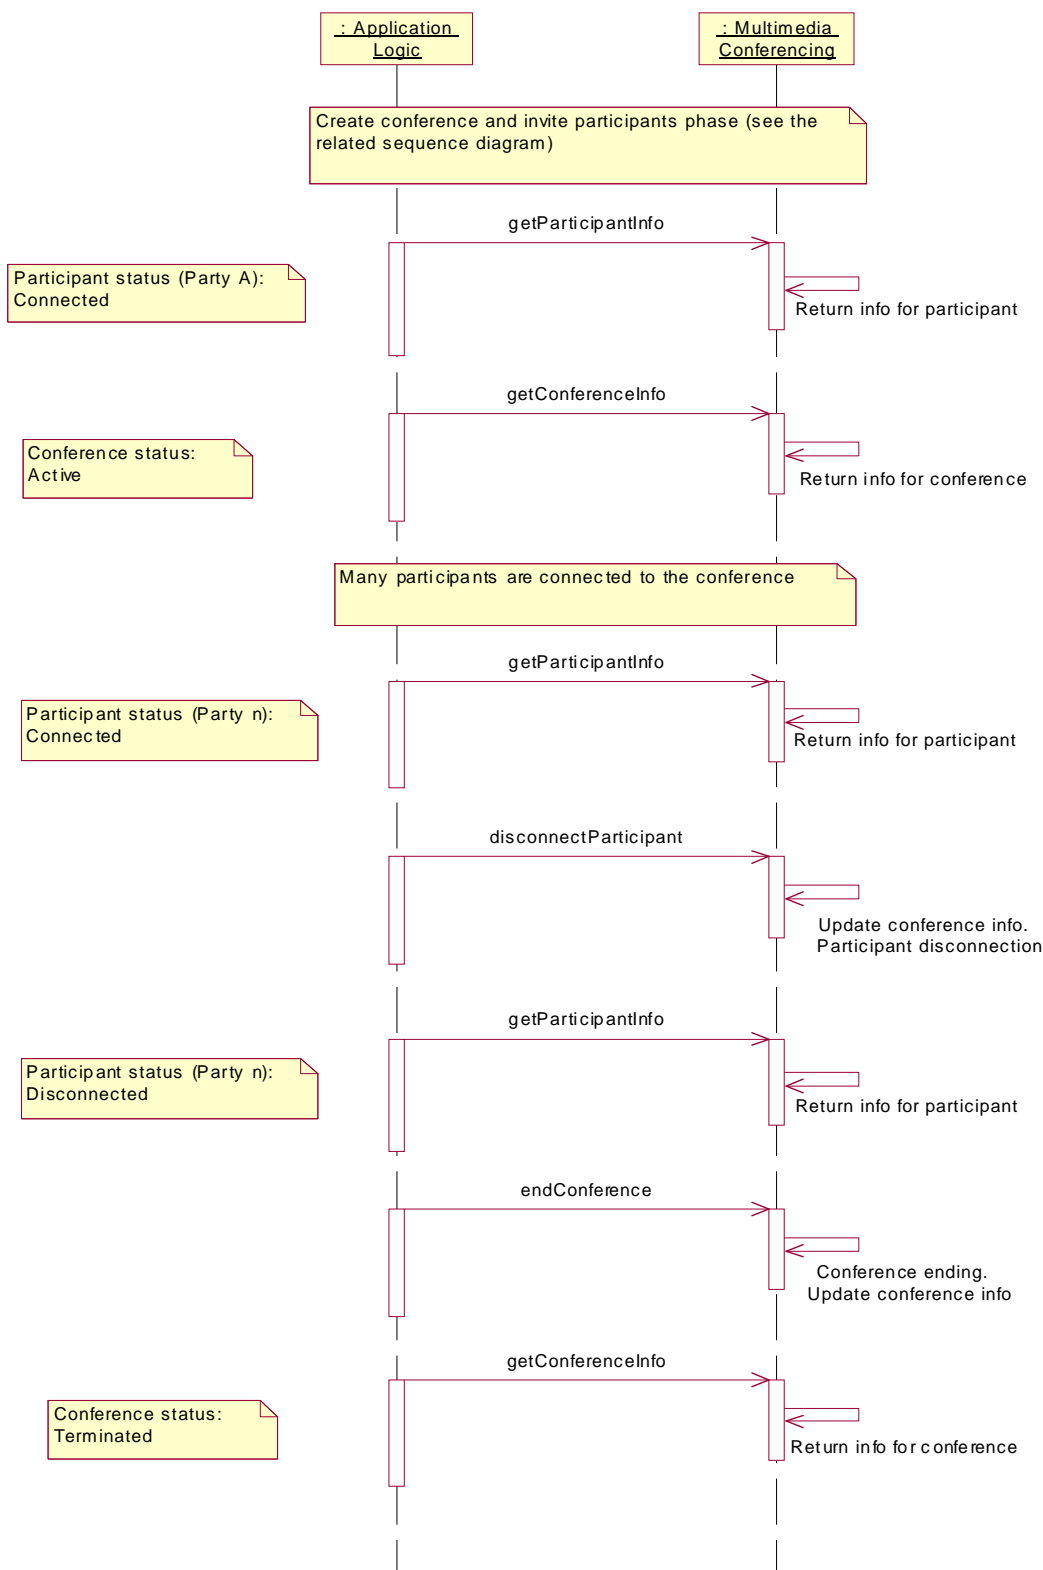 : Application
Logic
: Multimedia
Conferencing
Create conference and invite participants phase (see the
related sequence diagram)
getParticipantInfo
Participant status (Party A):
Connected
Return info for participant
getConferenceInfo
Conference status:
Active
Return info for conference
Many participants are connected to the conference
getParticipantInfo
Participant status (Party n):
Connected
Return info for participant
disconnectParticipant
Update conference info.
Participant disconnection
getParticipantInfo
Participant status (Party n):
Disconnected
Return info for participant
endConference
Conference ending.
Update conference info
getConferenceInfo
Conference status:
Terminated
Return info for conference